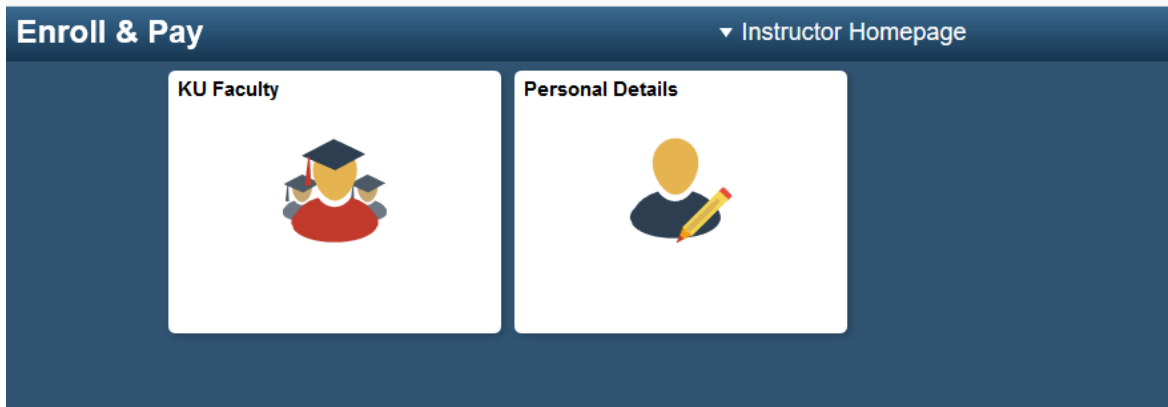 Enroll & Pay
Instructor Homepage
KU Faculty
Personal Details